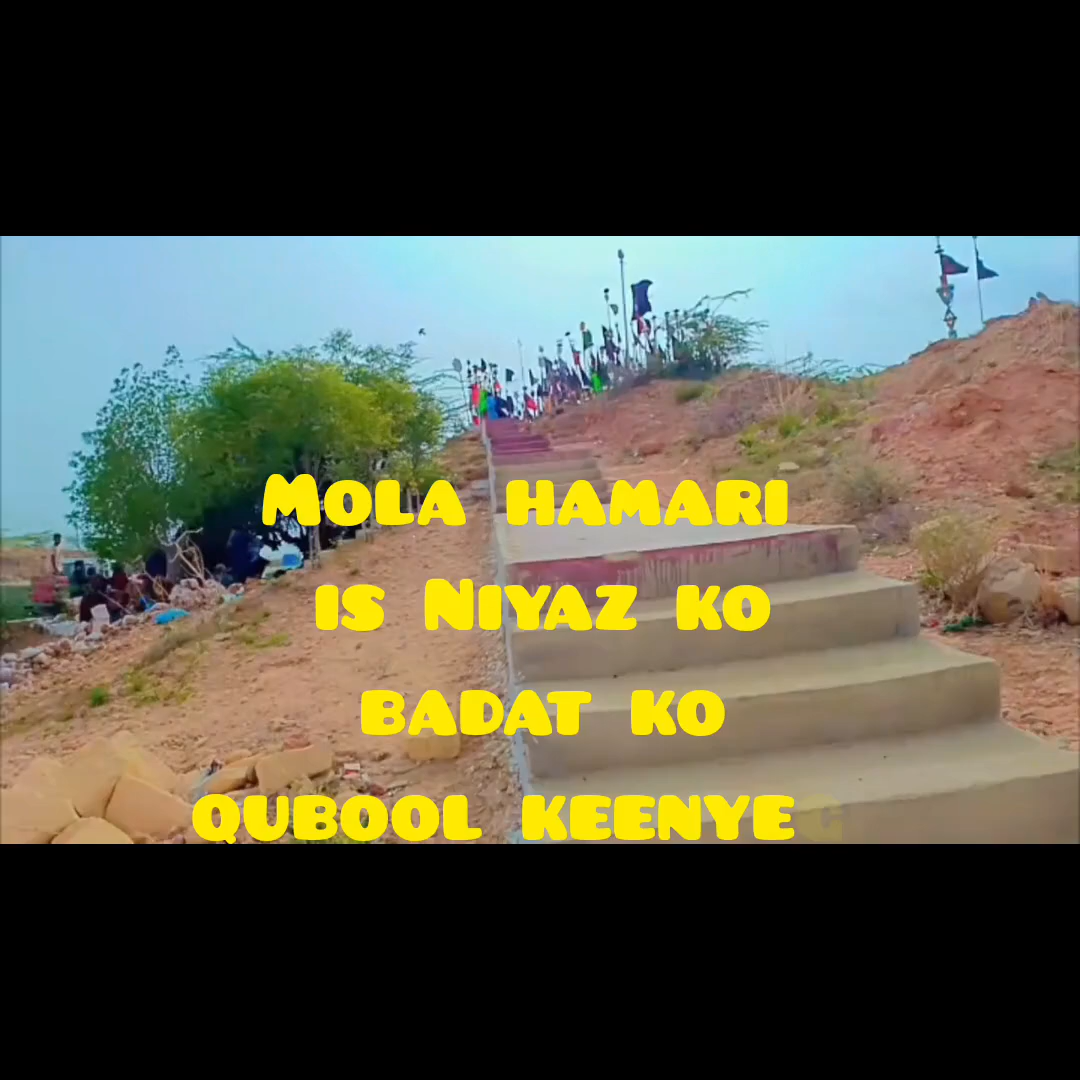 Mola hamari
is Niyaz ko
badat ko
qubool keenye